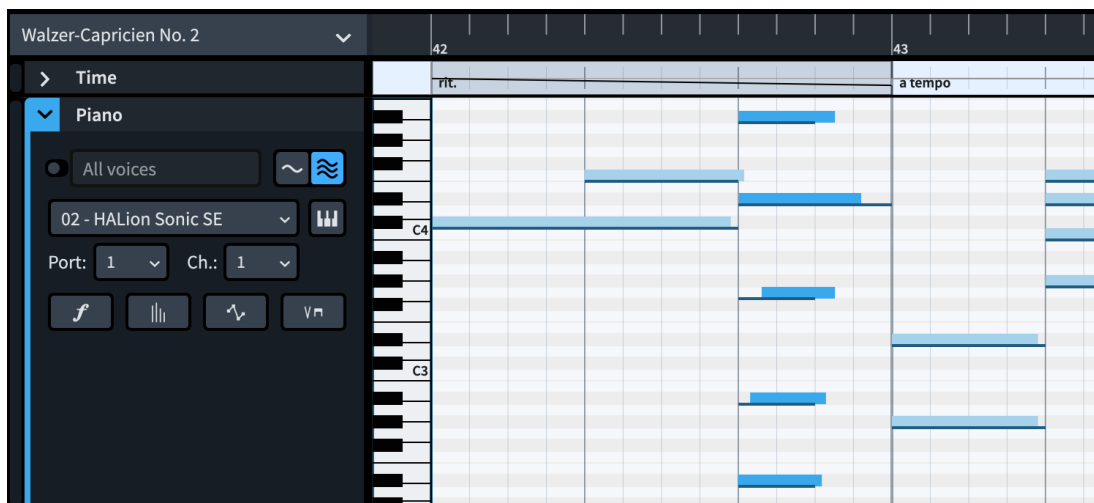 Walzer-Capricien No. 2
42
43
Time
rit.
a tempo
Piano
All voices
02 - HALion Sonic SE
C4
Port: 1 Ch.: 1
f
C3